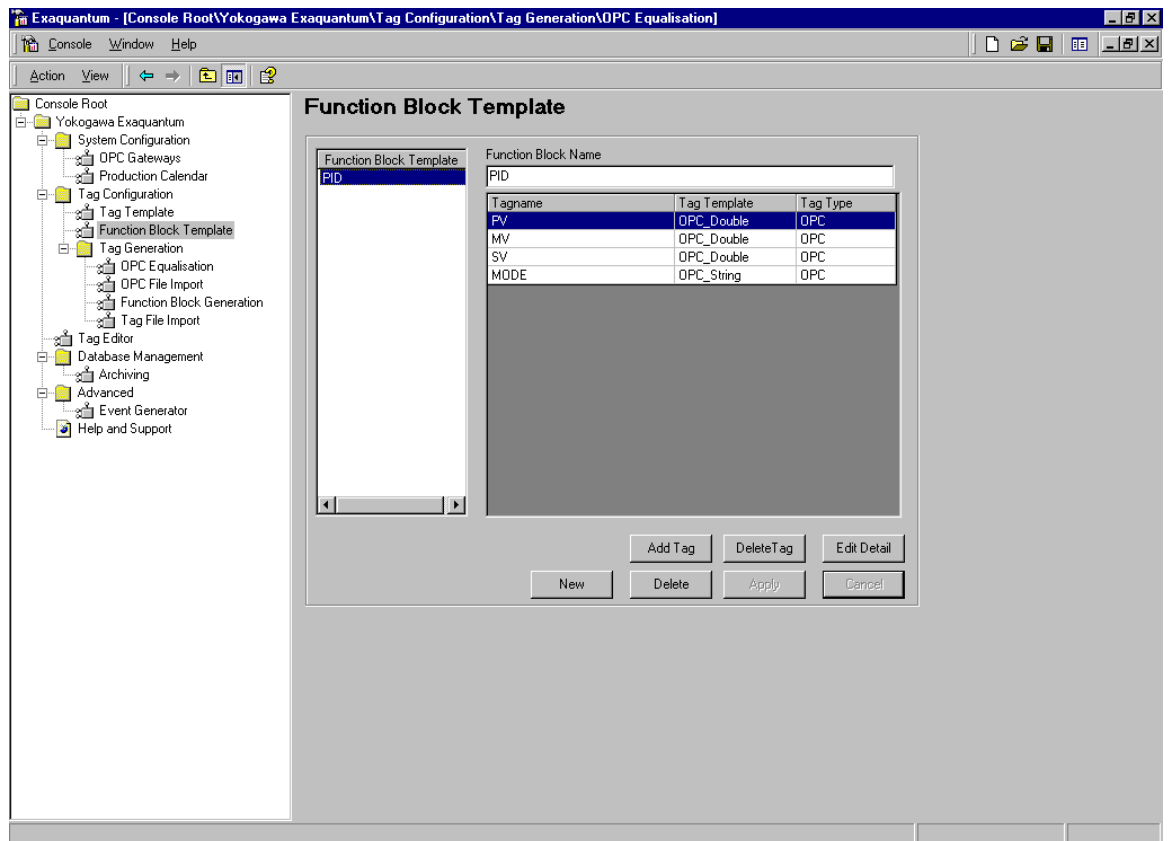 Exaquantum - [Console Root\Yokogawa Exaquantum\Tag Configuration\Tag Generation\OPC Equalisation]
Console Window Help
Action View
Console Root
Yokogawa Exaquantum
System Configuration
OPC Gateways
Production Calendar
Tag Configuration
Tag Template
Function Block Template
Tag Generation
OPC Equalisation
OPC File Import
Function Block Generation
Tag File Import
Tag Editor
Database Management
Archiving
Advanced
Event Generator
Help and Support
Function Block Template
Function Block Template
PID
Function Block Name
PID
Tagname Tag Template Tag Type
PV OPC_Double OPC
MV OPC_Double OPC
SV OPC_Double OPC
MODE OPC_String OPC
Add Tag DeleteTag Edit Detail
New Delete Apply Cancel